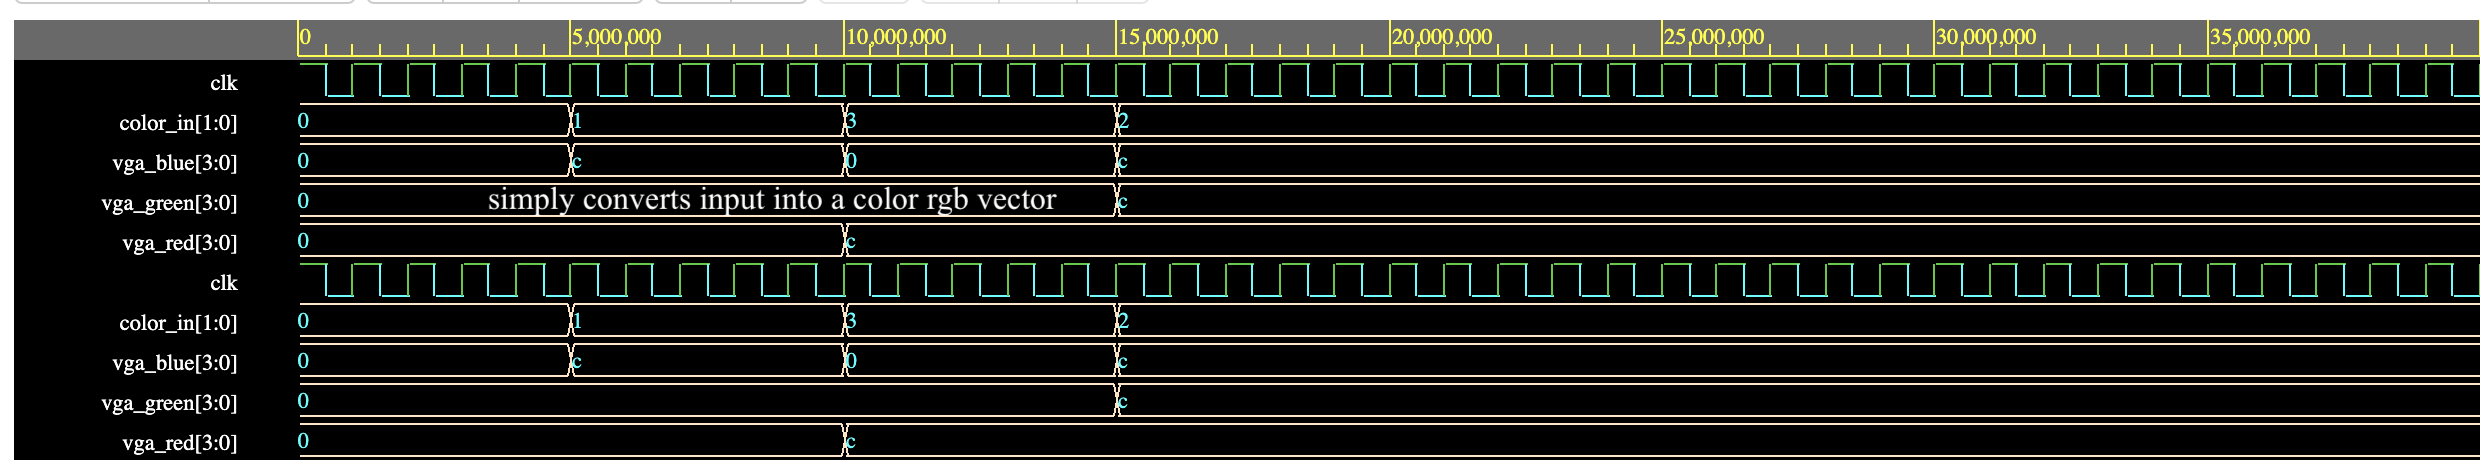 0 5,000,000 10,000,000 15,000,000 20,000,000 25,000,000 30,000,000 35,000,000
clk
color_in[1:0] 0 1 3 2
vga_blue[3:0] 0 c 0 c
vga_green[3:0] 0 simply converts input into a color rgb vector c
vga_red[3:0] 0 c
clk
color_in[1:0] 0 1 3 2
vga_blue[3:0] 0 c 0 c
vga_green[3:0] 0 c
vga_red[3:0] 0 c